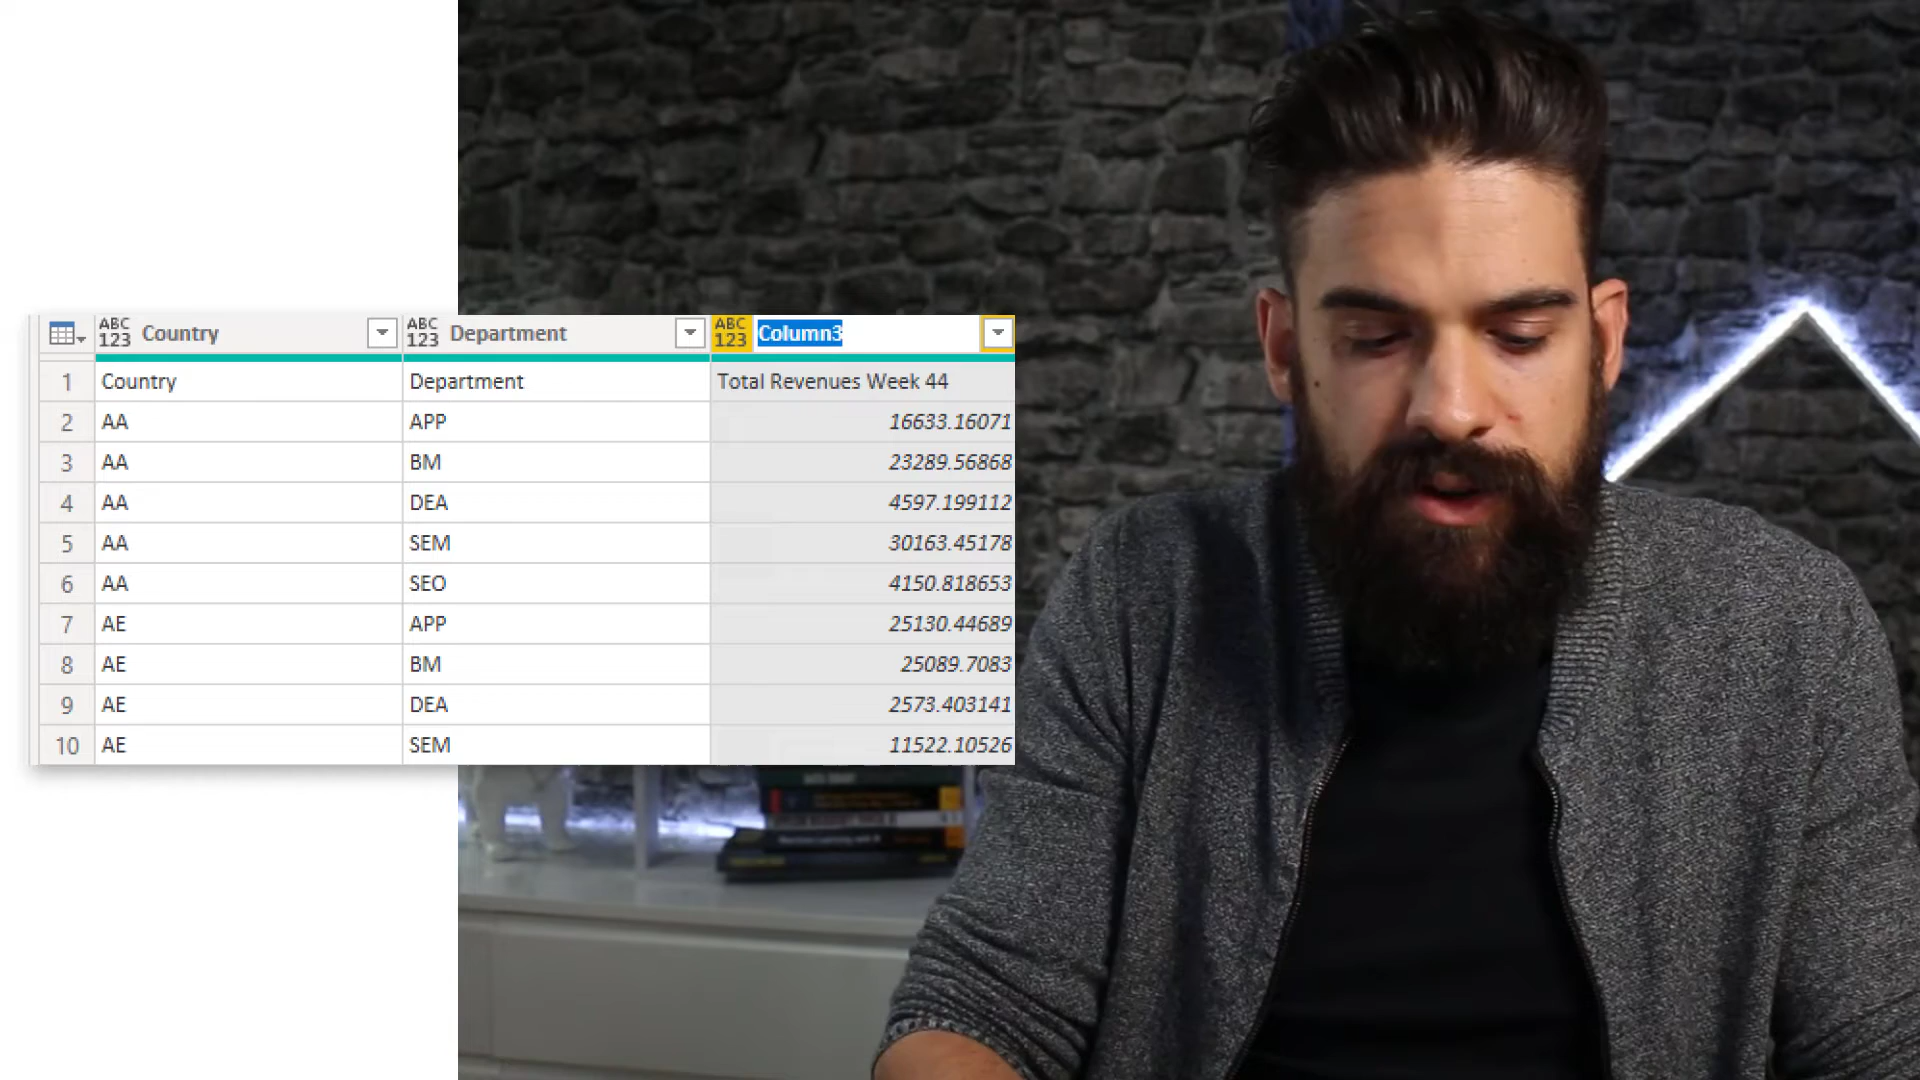 ABC 123 Country ABC 123 Department ABC 123 Column3
1 Country Department Total Revenues Week 44
2 AA APP 16633.16071
3 AA BM 23289.56868
4 AA DEA 4597.199112
5 AA SEM 30163.45178
6 AA SEO 4150.818653
7 AE APP 25130.44689
8 AE BM 25089.7083
9 AE DEA 2573.403141
10 AE SEM 11522.10526